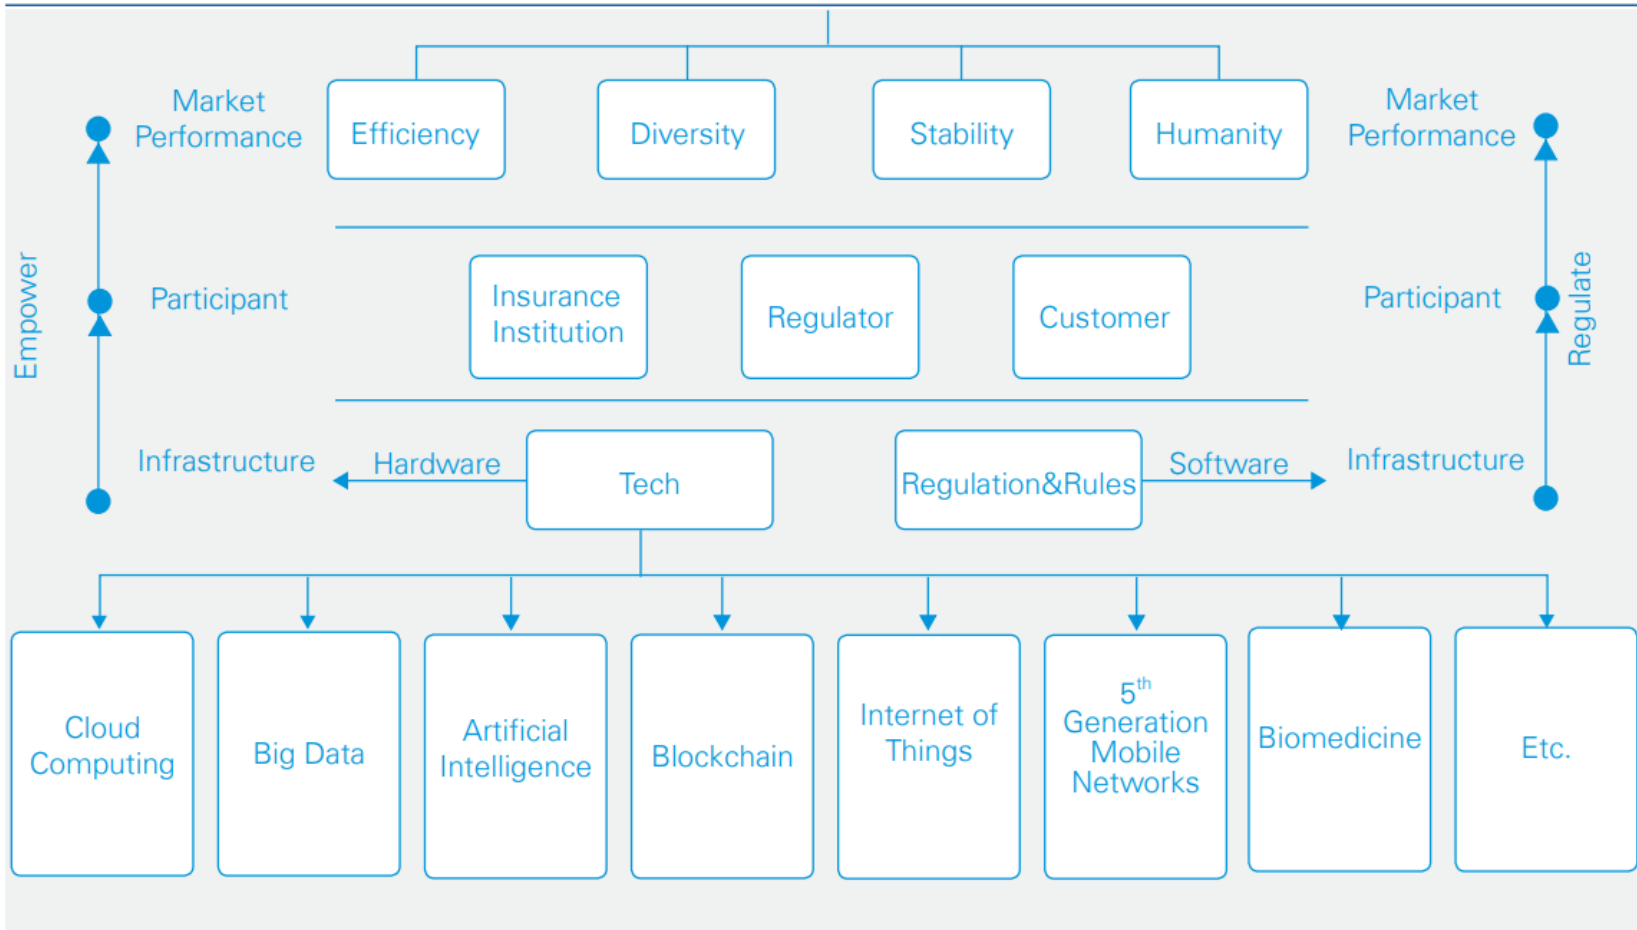 Market
Performance
Efficiency
Diversity
Stability
Humanity
Market
Performance
Empower
Participant
Insurance
Institution
Regulator
Customer
Participant
Regulate
Infrastructure
Hardware
Tech
Regulation&Rules
Software
Infrastructure
Cloud
Computing
Big Data
Artificial
Intelligence
Blockchain
Internet of
Things
5th
Generation
Mobile
Networks
Biomedicine
Etc.